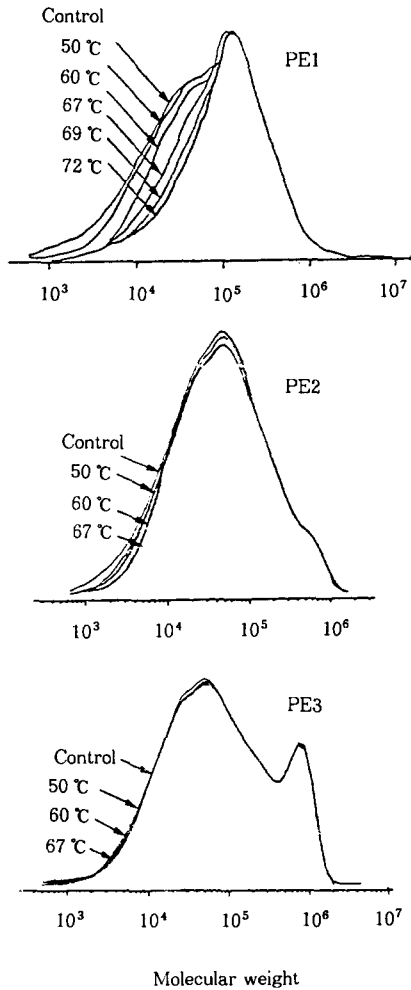 Control
50 ℃
PE1
60 ℃
67 ℃
69 ℃
72 ℃
10³ 10⁴ 10⁵ 10⁶ 10⁷
PE2
Control
50 ℃
60 ℃
67 ℃
10³ 10⁴ 10⁵ 10⁶
PE3
Control
50 ℃
60 ℃
67 ℃
10³ 10⁴ 10⁵ 10⁶ 10⁷
Molecular weight